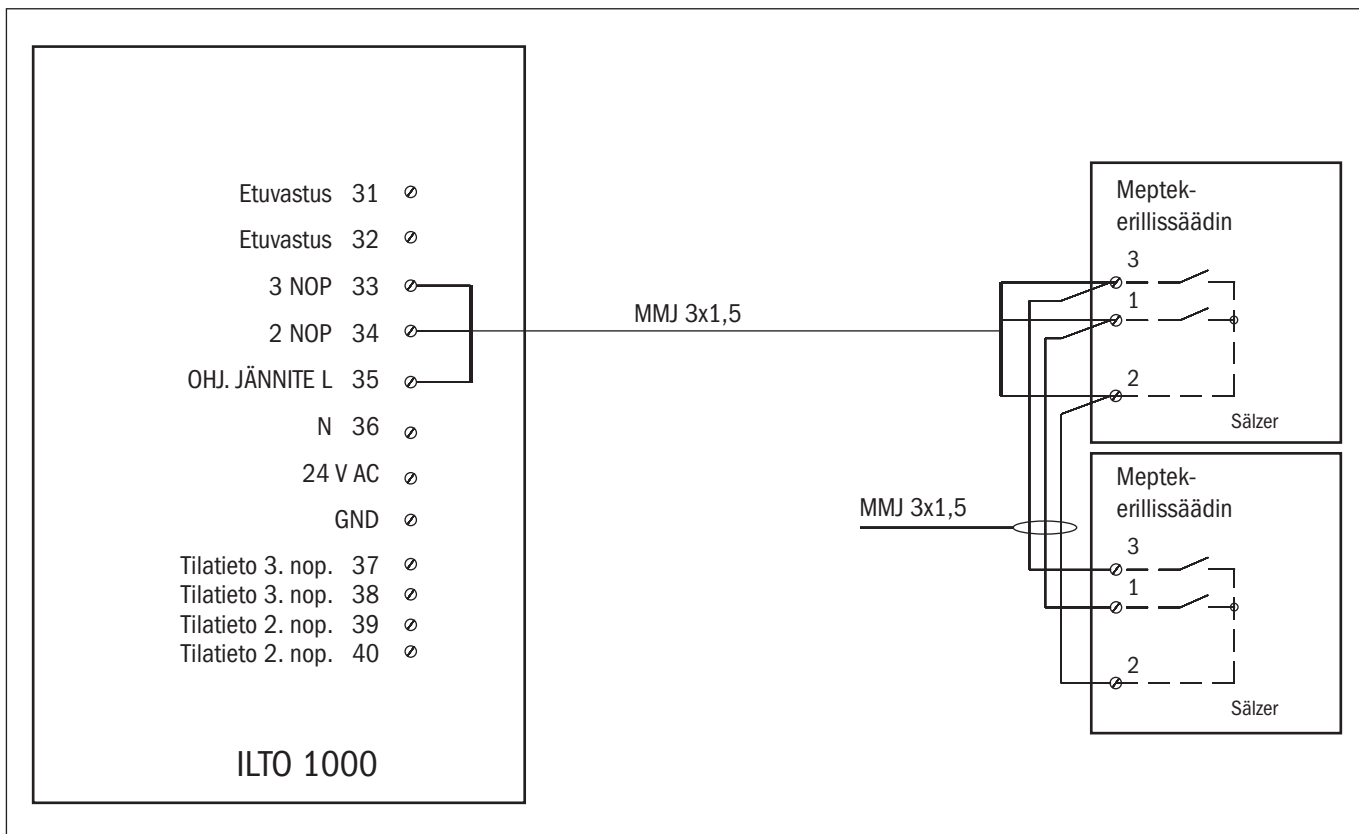 Etuvastus 31
Etuvastus 32
3 NOP 33
2 NOP 34
OHJ. JÄNNITE L 35
N 36
24 V AC
GND
Tilatieto 3. nop. 37
Tilatieto 3. nop. 38
Tilatieto 2. nop. 39
Tilatieto 2. nop. 40
ILTO 1000
MMJ 3x1,5
Meptek-
erillissäädin
3
1
2
Sälzer
MMJ 3x1,5
Meptek-
erillissäädin
3
1
2
Sälzer